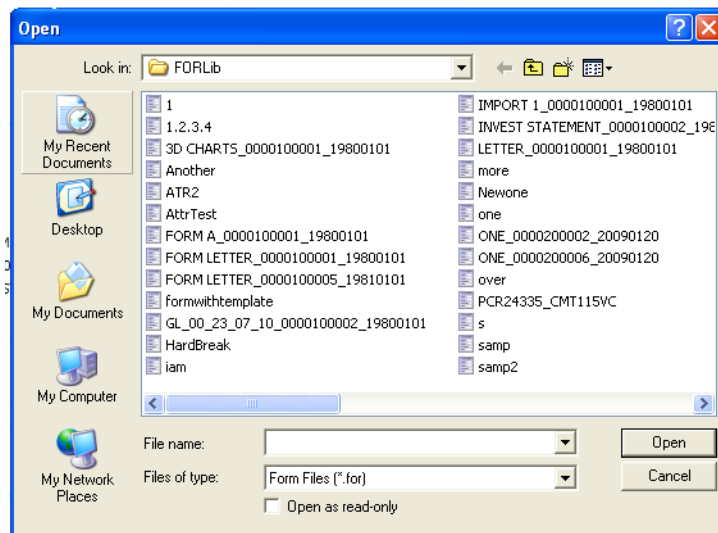 Open
Look in: FORLib
My Recent
Documents
Desktop
My Documents
My Computer
My Network
Places
1
1.2.3.4
3D CHARTS_0000100001_19800101
Another
ATR2
AttrTest
FORM A_0000100001_19800101
FORM LETTER_0000100001_19800101
FORM LETTER_0000100005_19810101
formwithtemplate
GL_00_23_07_10_0000100002_19800101
HardBreak
iam
IMPORT 1_0000100001_19800101
INVEST STATEMENT_0000100002_198
LETTER_0000100001_19800101
more
Newone
one
ONE_0000200002_20090120
ONE_0000200006_20090120
over
PCR24335_CMT115VC
s
samp
samp2
File name:
Open
Files of type: Form Files (*.for)
Cancel
Open as read-only